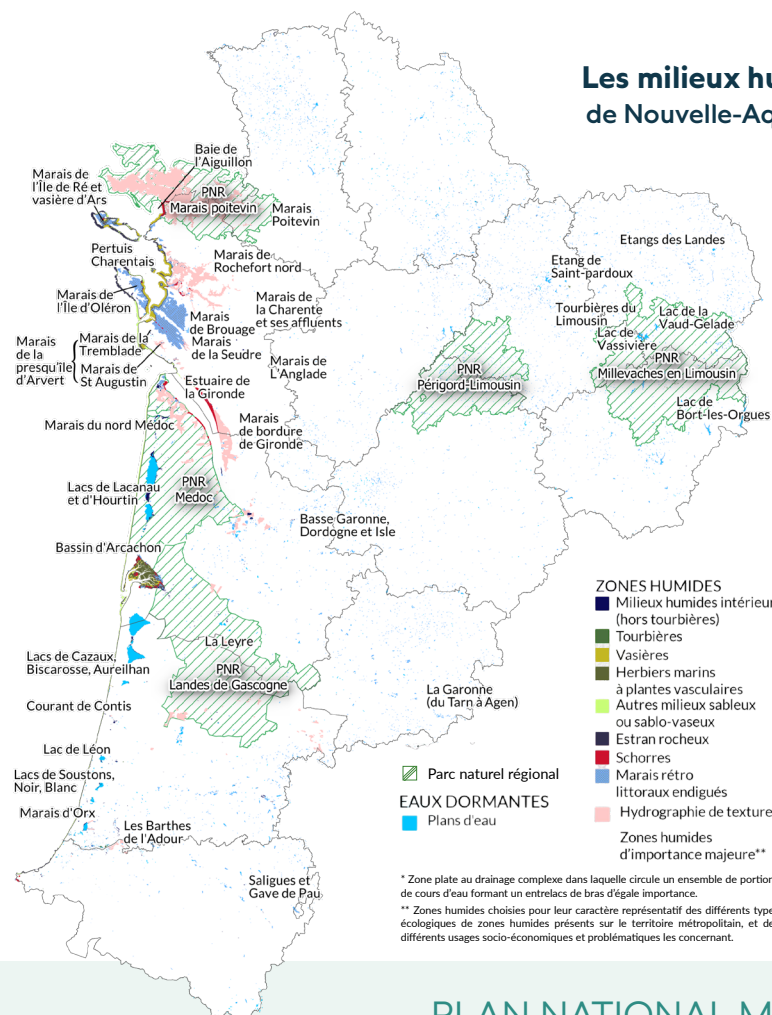 Les milieux hu
de Nouvelle-Aq
Baie de
l'Aiguillon
Marais de
l'Île de Ré et
vasière d'Ars
PNR
Marais poitevin
Marais
Poitevin
Pertuis
Charentais
Marais de
Rochefort nord
Etangs des Landes
Etang de
Saint-pardoux
Marais de
l'Île d'Oléron
Marais de
la Charente
et ses affluents
Marais
de Brouage
Tourbières du
Limousin
Lac de la
Vaud-Gelade
Marais
de la
presqu'île
d'Arvert
Marais de la
Tremblade
Marais de
St Augustin
Marais
de la Seudre
Lac de
Vassivière
Marais de
L'Anglade
PNR
Périgord-Limousin
PNR
Millevaches en Limousin
Estuaire de
la Gironde
Lac de
Bort-les-Orgues
Marais du nord Médoc
Marais
de bordure
de Gironde
Lacs de Lacanau
et d'Hourtin
PNR
Medoc
Basse Garonne,
Dordogne et Isle
Bassin d'Arcachon
La Leyre
Lacs de Cazaux,
Biscarosse, Aureilhan
PNR
Landes de Gascogne
La Garonne
(du Tarn à Agen)
Courant de Contis
Lac de Léon
Lacs de Soustons,
Noir, Blanc
Marais d'Orx
Les Barthes
de l'Adour
Saligues et
Gave de Pau
Parc naturel régional
EAUX DORMANTES
Plans d'eau
ZONES HUMIDES
Milieux humides intérieur
(hors tourbières)
Tourbières
Vasières
Herbiers marins
à plantes vasculaires
Autres milieux sableux
ou sablo-vaseux
Estran rocheux
Schorres
Marais rétro
littoraux endigués
Hydrographie de texture
Zones humides
d'importance majeure**
* Zone plate au drainage complexe dans laquelle circule un ensemble de portion
de cours d'eau formant un entrelacs de bras d'égale importance.
** Zones humides choisies pour leur caractère représentatif des différents type
écologiques de zones humides présents sur le territoire métropolitain, et de
différents usages socio-économiques et problématiques les concernant.
PLAN NATIONAL M